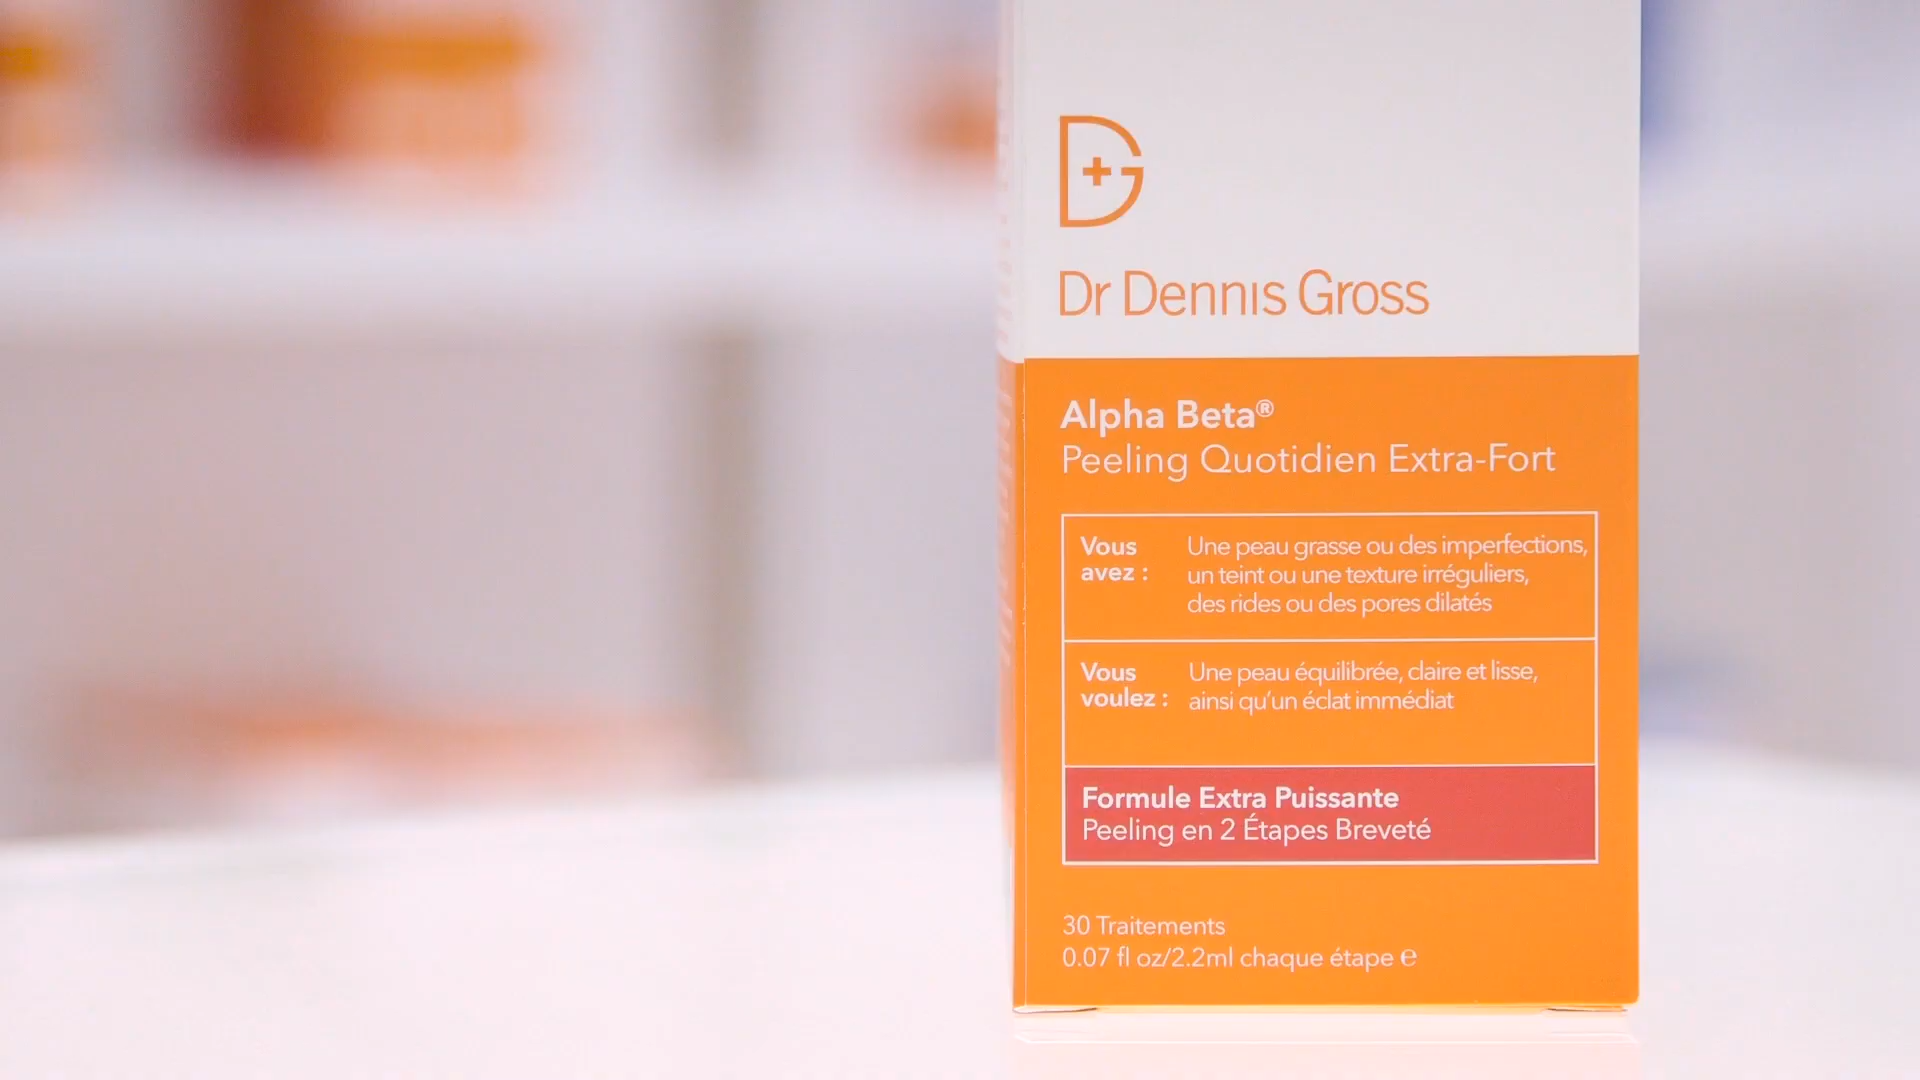 Dr Dennis Gross
Alpha Beta®
Peeling Quotidien Extra-Fort
Vous avez :
Une peau grasse ou des imperfections,
un teint ou une texture irréguliers,
des rides ou des pores dilatés
Vous voulez :
Une peau équilibrée, claire et lisse,
ainsi qu'un éclat immédiat
Formule Extra Puissante
Peeling en 2 Étapes Breveté
30 Traitements
0.07 fl oz/2.2ml chaque étape ℮